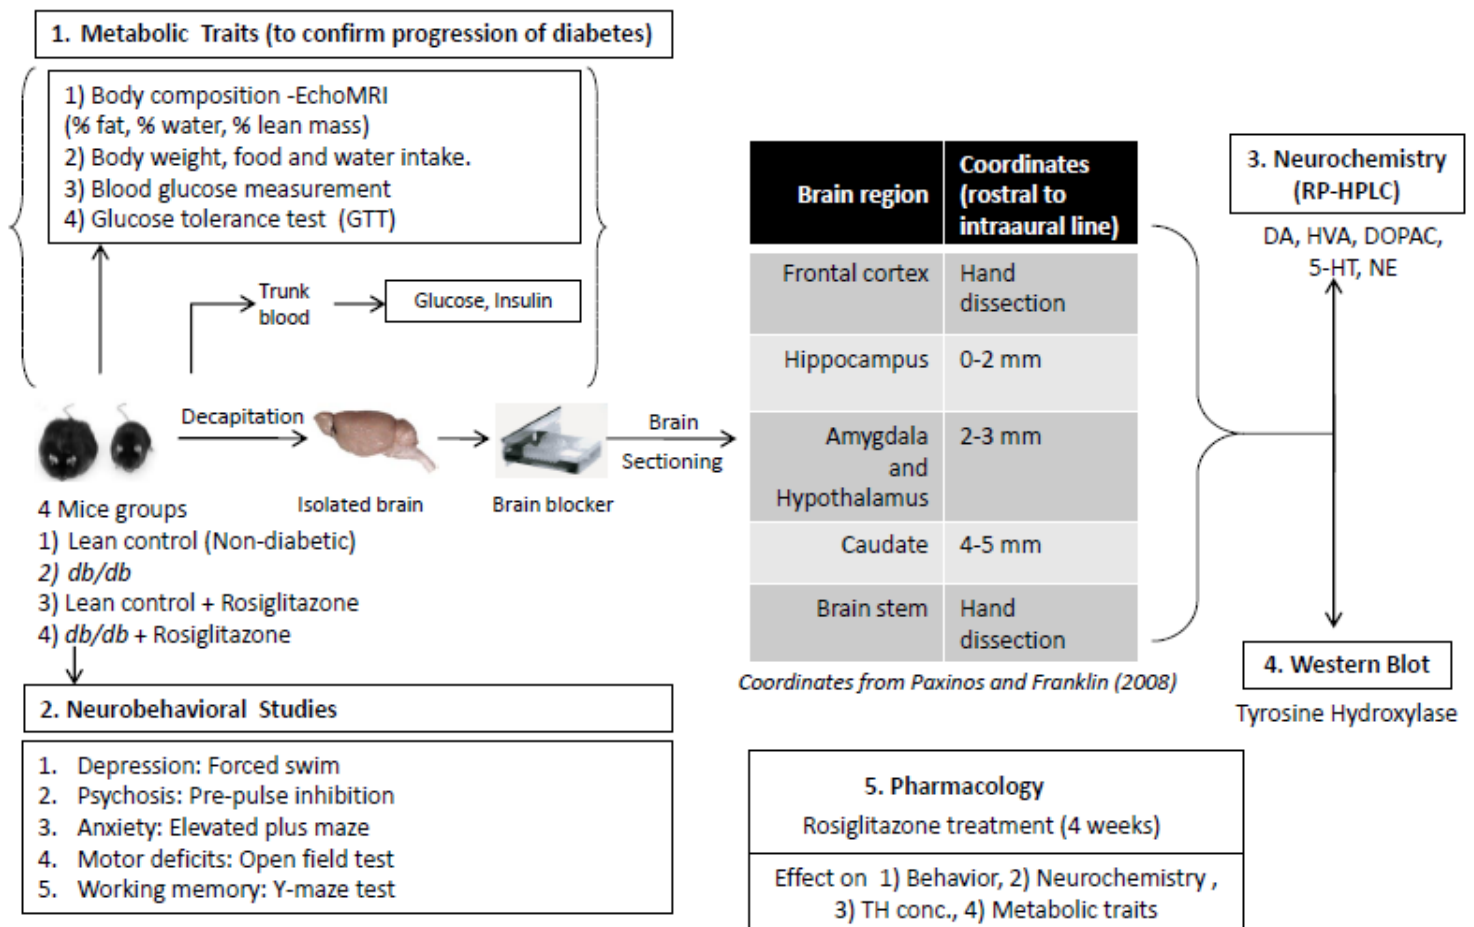 1. Metabolic Traits (to confirm progression of diabetes)
1) Body composition -EchoMRI
(% fat, % water, % lean mass)
2) Body weight, food and water intake.
3) Blood glucose measurement
4) Glucose tolerance test (GTT)
Trunk
blood
Glucose, Insulin
Decapitation
Isolated brain
Brain blocker
Brain
Sectioning
4 Mice groups
1) Lean control (Non-diabetic)
2) db/db
3) Lean control + Rosiglitazone
4) db/db + Rosiglitazone
2. Neurobehavioral Studies
1. Depression: Forced swim
2. Psychosis: Pre-pulse inhibition
3. Anxiety: Elevated plus maze
4. Motor deficits: Open field test
5. Working memory: Y-maze test
Brain region
Coordinates
(rostral to
intraaural line)
Frontal cortex
Hand
dissection
Hippocampus
0-2 mm
Amygdala
and
Hypothalamus
2-3 mm
Caudate
4-5 mm
Brain stem
Hand
dissection
Coordinates from Paxinos and Franklin (2008)
3. Neurochemistry
(RP-HPLC)
DA, HVA, DOPAC,
5-HT, NE
4. Western Blot
Tyrosine Hydroxylase
5. Pharmacology
Rosiglitazone treatment (4 weeks)
Effect on 1) Behavior, 2) Neurochemistry ,
3) TH conc., 4) Metabolic traits